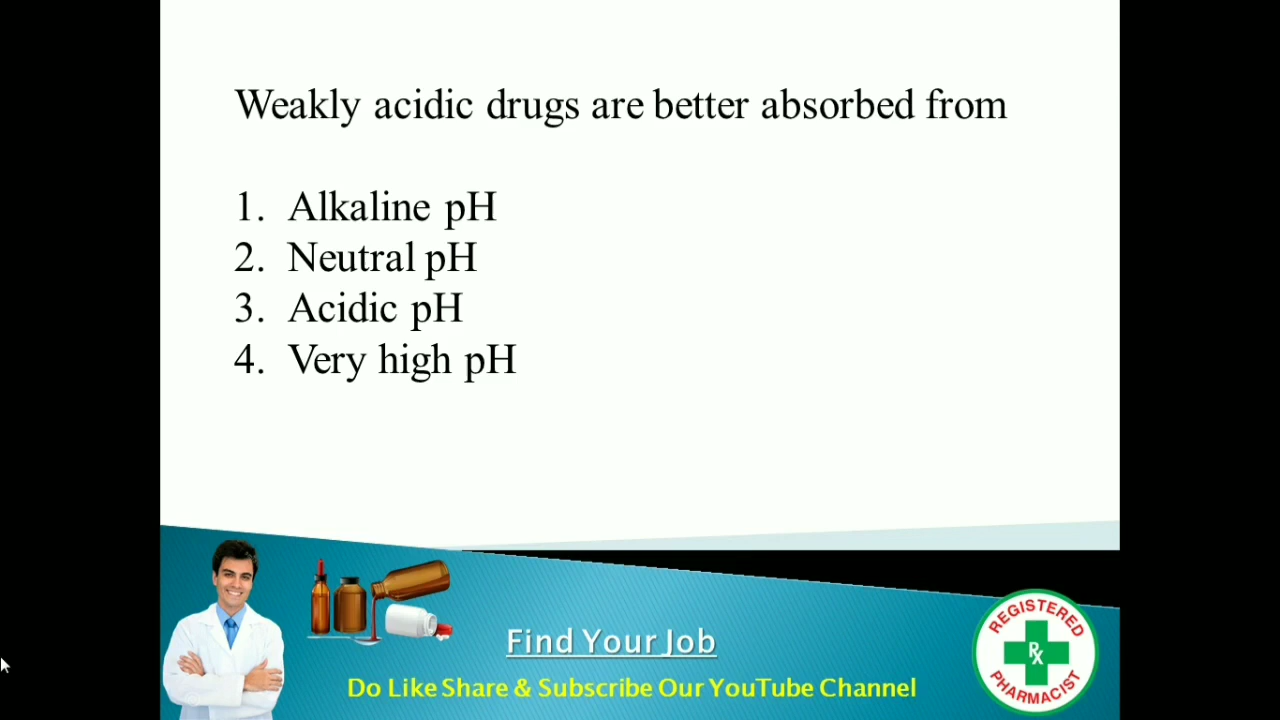 Weakly acidic drugs are better absorbed from
1. Alkaline pH
2. Neutral pH
3. Acidic pH
4. Very high pH
Find Your Job
Do Like Share & Subscribe Our YouTube Channel
REGISTERED
Rx
PHARMACIST